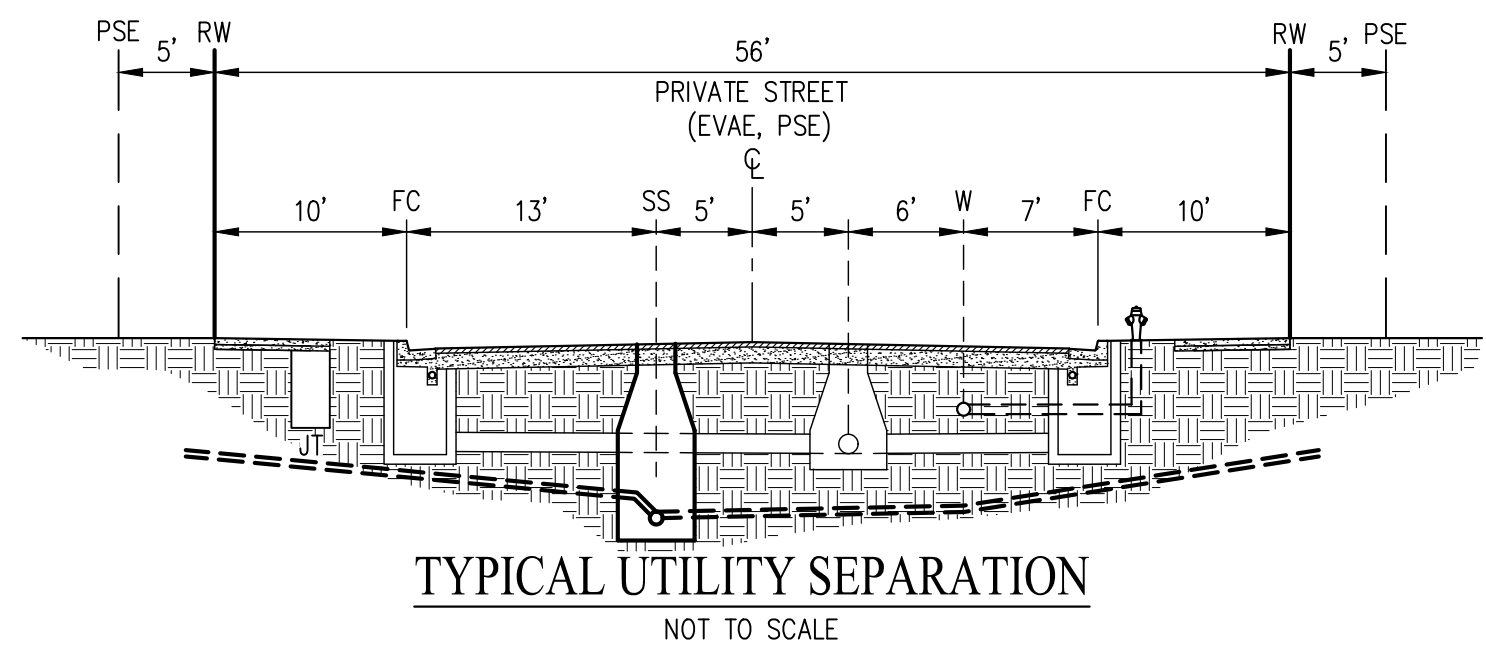 PSE 5' RW 56' RW 5' PSE
PRIVATE STREET
(EVAE, PSE)
℄
10' FC 13' SS 5' 5' 6' W 7' FC 10'
JT
TYPICAL UTILITY SEPARATION
NOT TO SCALE